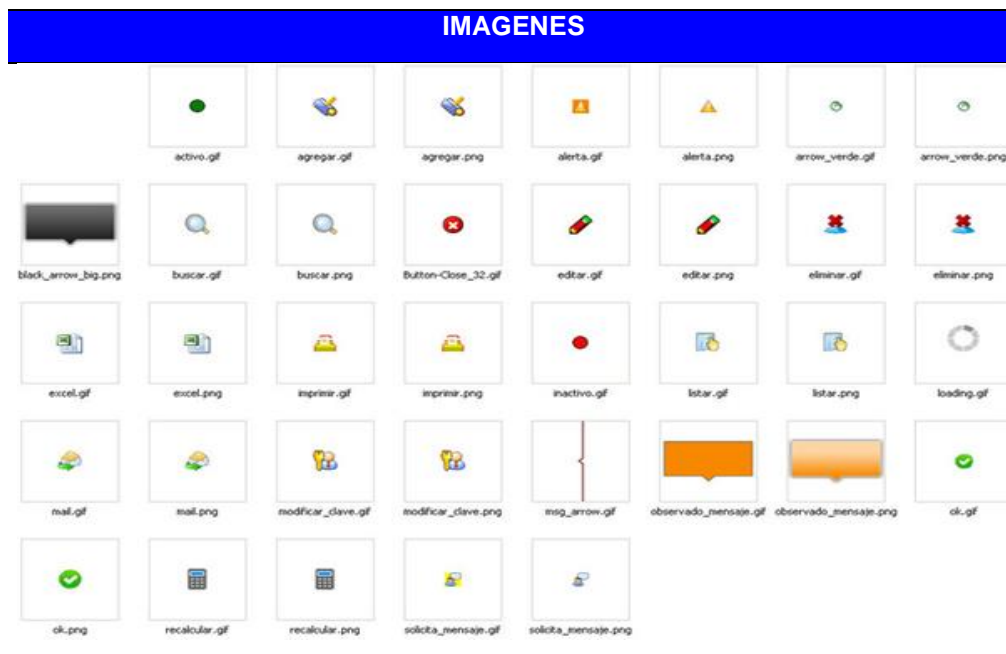 IMAGENES
activo.gif agregar.gif agregar.png alerta.gif alerta.png arrow_verde.gif arrow_verde.png
black_arrow_big.png buscar.gif buscar.png Button-Close_32.gif editar.gif editar.png eliminar.gif eliminar.png
excel.gif excel.png imprimir.gif imprimir.png inactivo.gif listar.gif listar.png loading.gif
mail.gif mail.png modificar_clave.gif modificar_clave.png msg_arrow.gif observado_mensaje.gif observado_mensaje.png ok.gif
ok.png recalcular.gif recalcular.png solicita_mensaje.gif solicita_mensaje.png